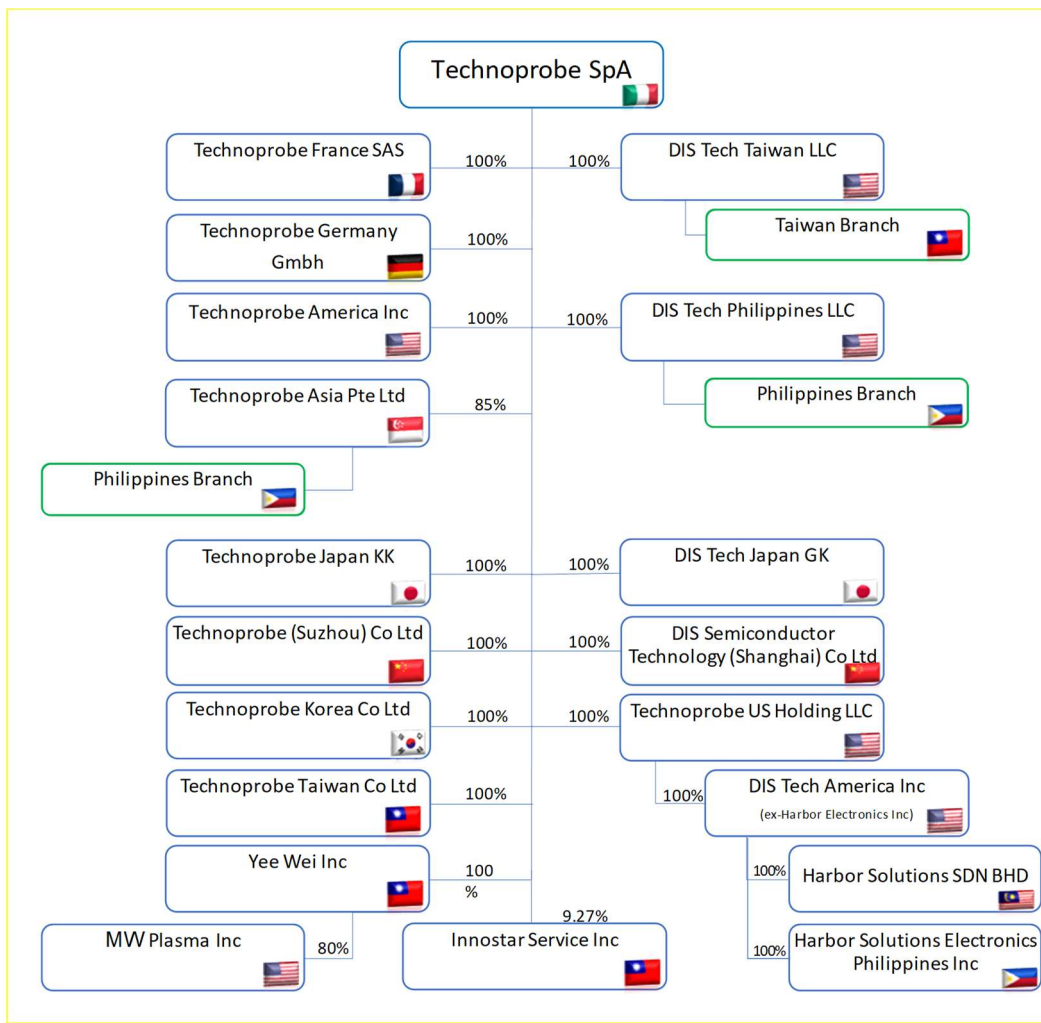 Technoprobe SpA
Technoprobe France SAS
100%
100%
DIS Tech Taiwan LLC
Taiwan Branch
Technoprobe Germany
Gmbh
100%
Technoprobe America Inc
100%
100%
DIS Tech Philippines LLC
Philippines Branch
Technoprobe Asia Pte Ltd
85%
Philippines Branch
Technoprobe Japan KK
100%
100%
DIS Tech Japan GK
Technoprobe (Suzhou) Co Ltd
100%
100%
DIS Semiconductor
Technology (Shanghai) Co Ltd
Technoprobe Korea Co Ltd
100%
100%
Technoprobe US Holding LLC
Technoprobe Taiwan Co Ltd
100%
100%
DIS Tech America Inc
(ex-Harbor Electronics Inc)
Yee Wei Inc
100
%
100%
Harbor Solutions SDN BHD
MW Plasma Inc
80%
9.27%
Innostar Service Inc
100%
Harbor Solutions Electronics
Philippines Inc